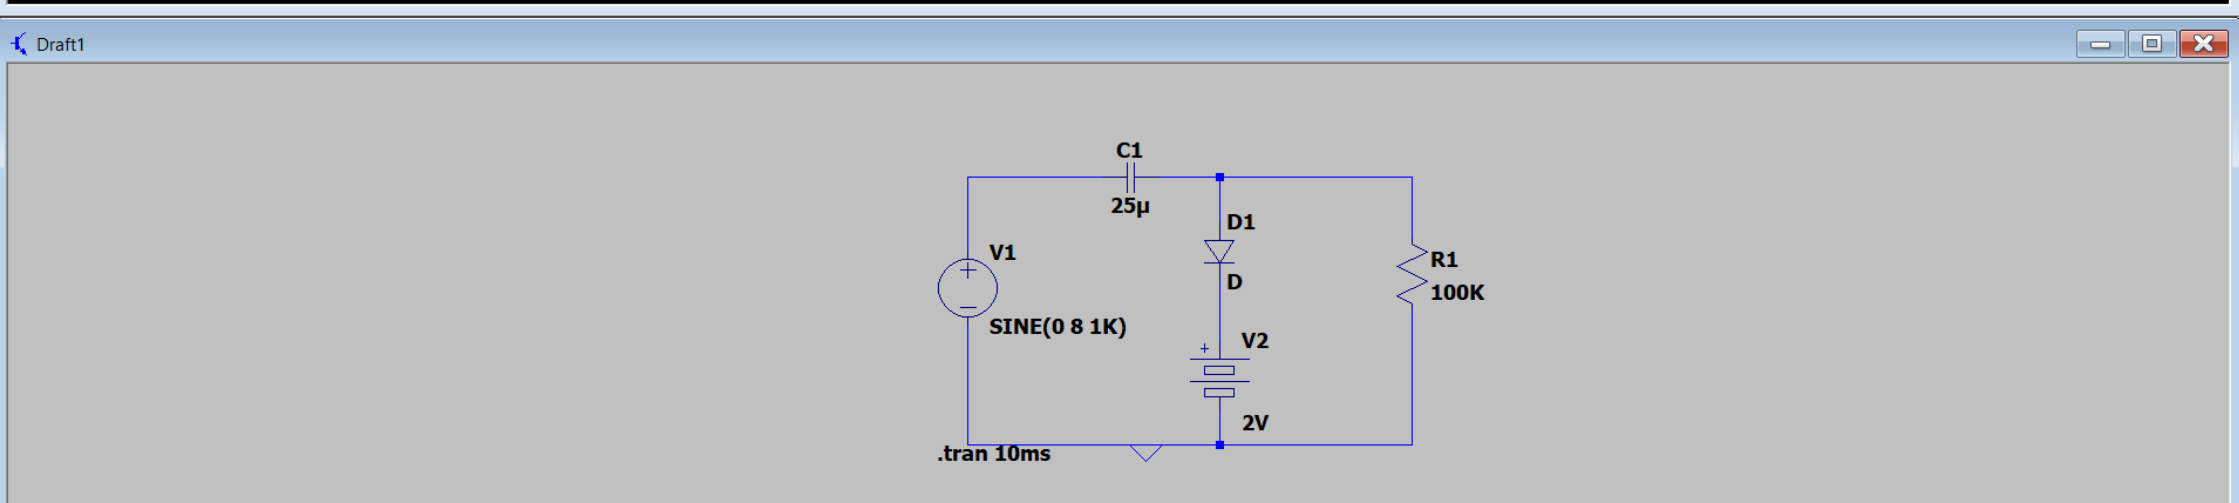 Draft1
C1
25µ
V1
SINE(0 8 1K)
D1
D
V2
2V
R1
100K
.tran 10ms